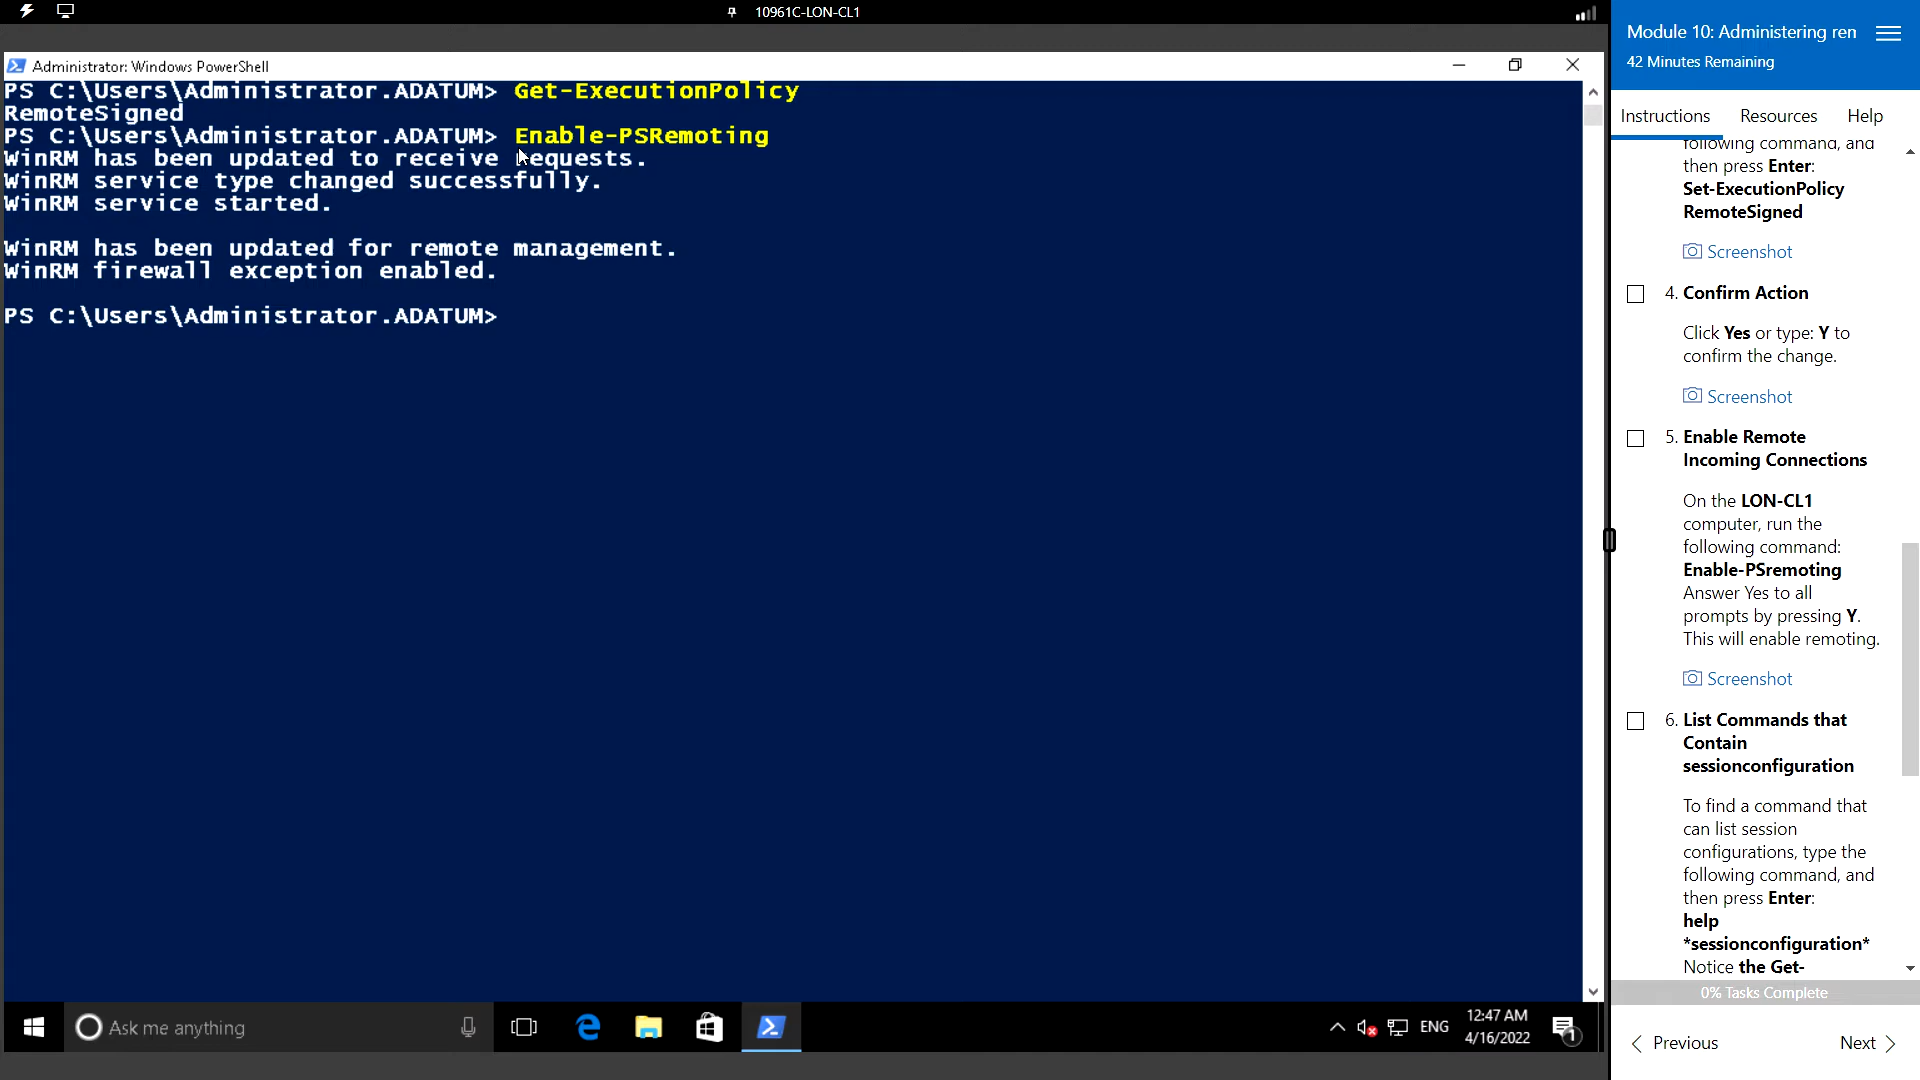 10961C-LON-CL1
Administrator: Windows PowerShell
PS C:\Users\Administrator.ADATUM> Get-ExecutionPolicy
RemoteSigned
PS C:\Users\Administrator.ADATUM> Enable-PSRemoting
WinRM has been updated to receive requests.
WinRM service type changed successfully.
WinRM service started.
WinRM has been updated for remote management.
WinRM firewall exception enabled.
PS C:\Users\Administrator.ADATUM>
Ask me anything
ENG
12:47 AM
4/16/2022
1
Module 10: Administering ren
42 Minutes Remaining
Instructions Resources Help
following command, and
then press Enter:
Set-ExecutionPolicy
RemoteSigned
Screenshot
4. Confirm Action
Click Yes or type: Y to
confirm the change.
Screenshot
5. Enable Remote
Incoming Connections
On the LON-CL1
computer, run the
following command:
Enable-PSremoting
Answer Yes to all
prompts by pressing Y.
This will enable remoting.
Screenshot
6. List Commands that
Contain
sessionconfiguration
To find a command that
can list session
configurations, type the
following command, and
then press Enter:
help
*sessionconfiguration*
Notice the Get-
0% Tasks Complete
Previous Next